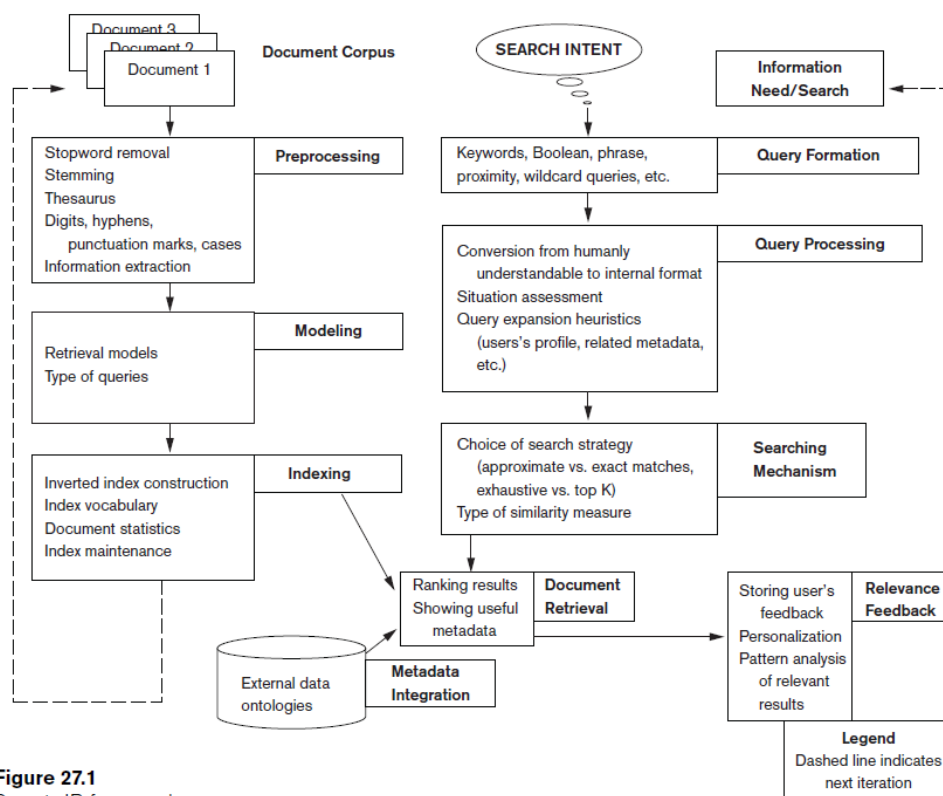 Document 3
Document 2
Document 1
Document Corpus
SEARCH INTENT
Information
Need/Search
Stopword removal
Stemming
Thesaurus
Digits, hyphens,
punctuation marks, cases
Information extraction
Preprocessing
Keywords, Boolean, phrase,
proximity, wildcard queries, etc.
Query Formation
Conversion from humanly
understandable to internal format
Situation assessment
Query expansion heuristics
(users's profile, related metadata,
etc.)
Query Processing
Retrieval models
Type of queries
Modeling
Choice of search strategy
(approximate vs. exact matches,
exhaustive vs. top K)
Type of similarity measure
Searching
Mechanism
Inverted index construction
Index vocabulary
Document statistics
Index maintenance
Indexing
Ranking results
Showing useful
metadata
Document
Retrieval
Storing user's
feedback
Personalization
Pattern analysis
of relevant
results
Relevance
Feedback
External data
ontologies
Metadata
Integration
Legend
Dashed line indicates
next iteration
Figure 27.1